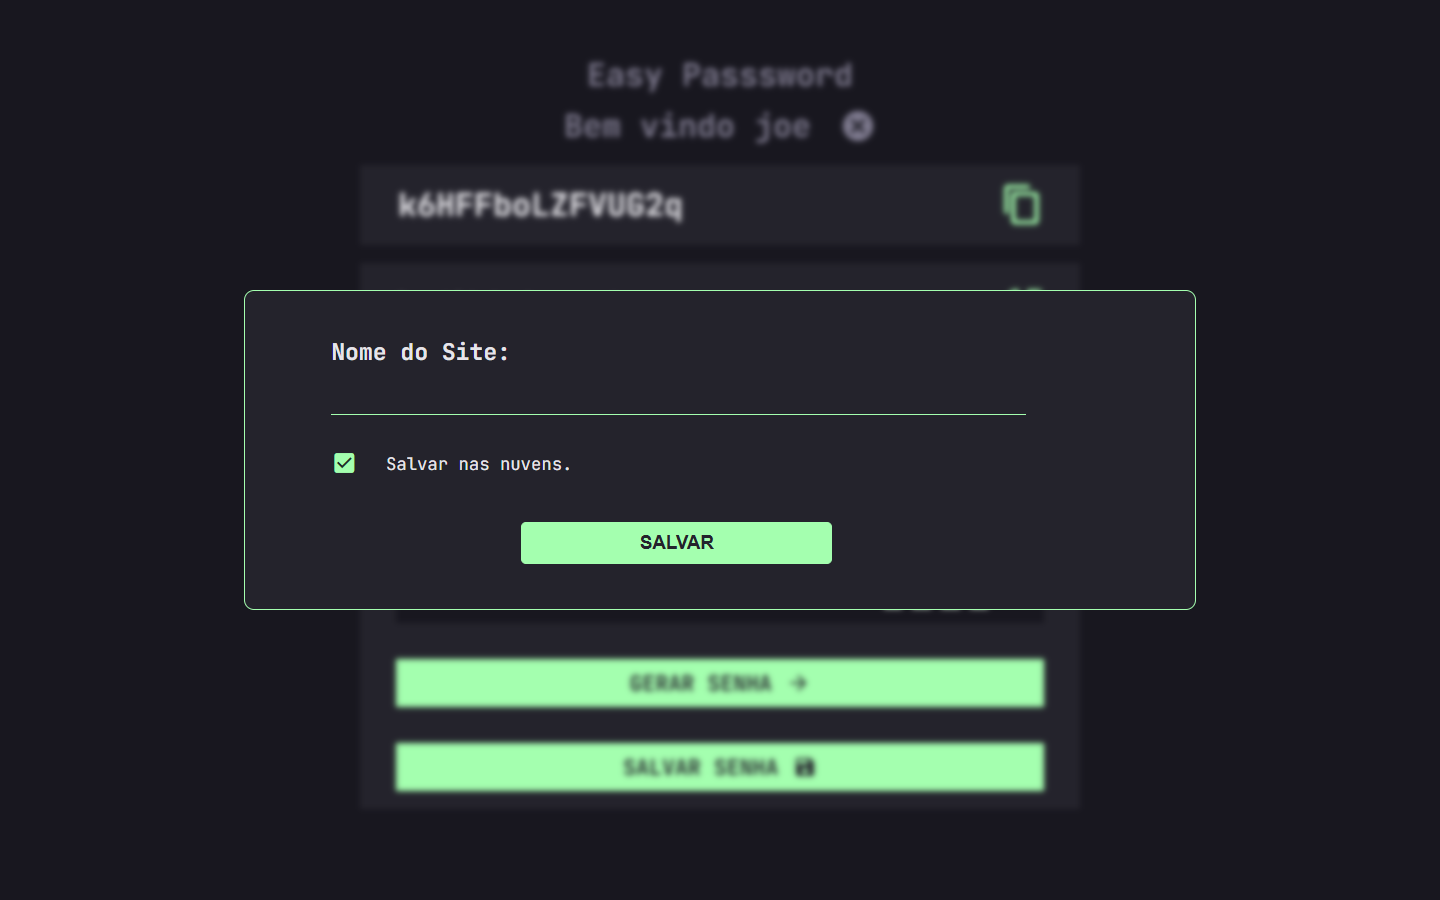 Easy Passsword
Bem vindo joe
k6HFFboLZFVUG2q
Nome do Site:
Salvar nas nuvens.
SALVAR
GERAR SENHA →
SALVAR SENHA